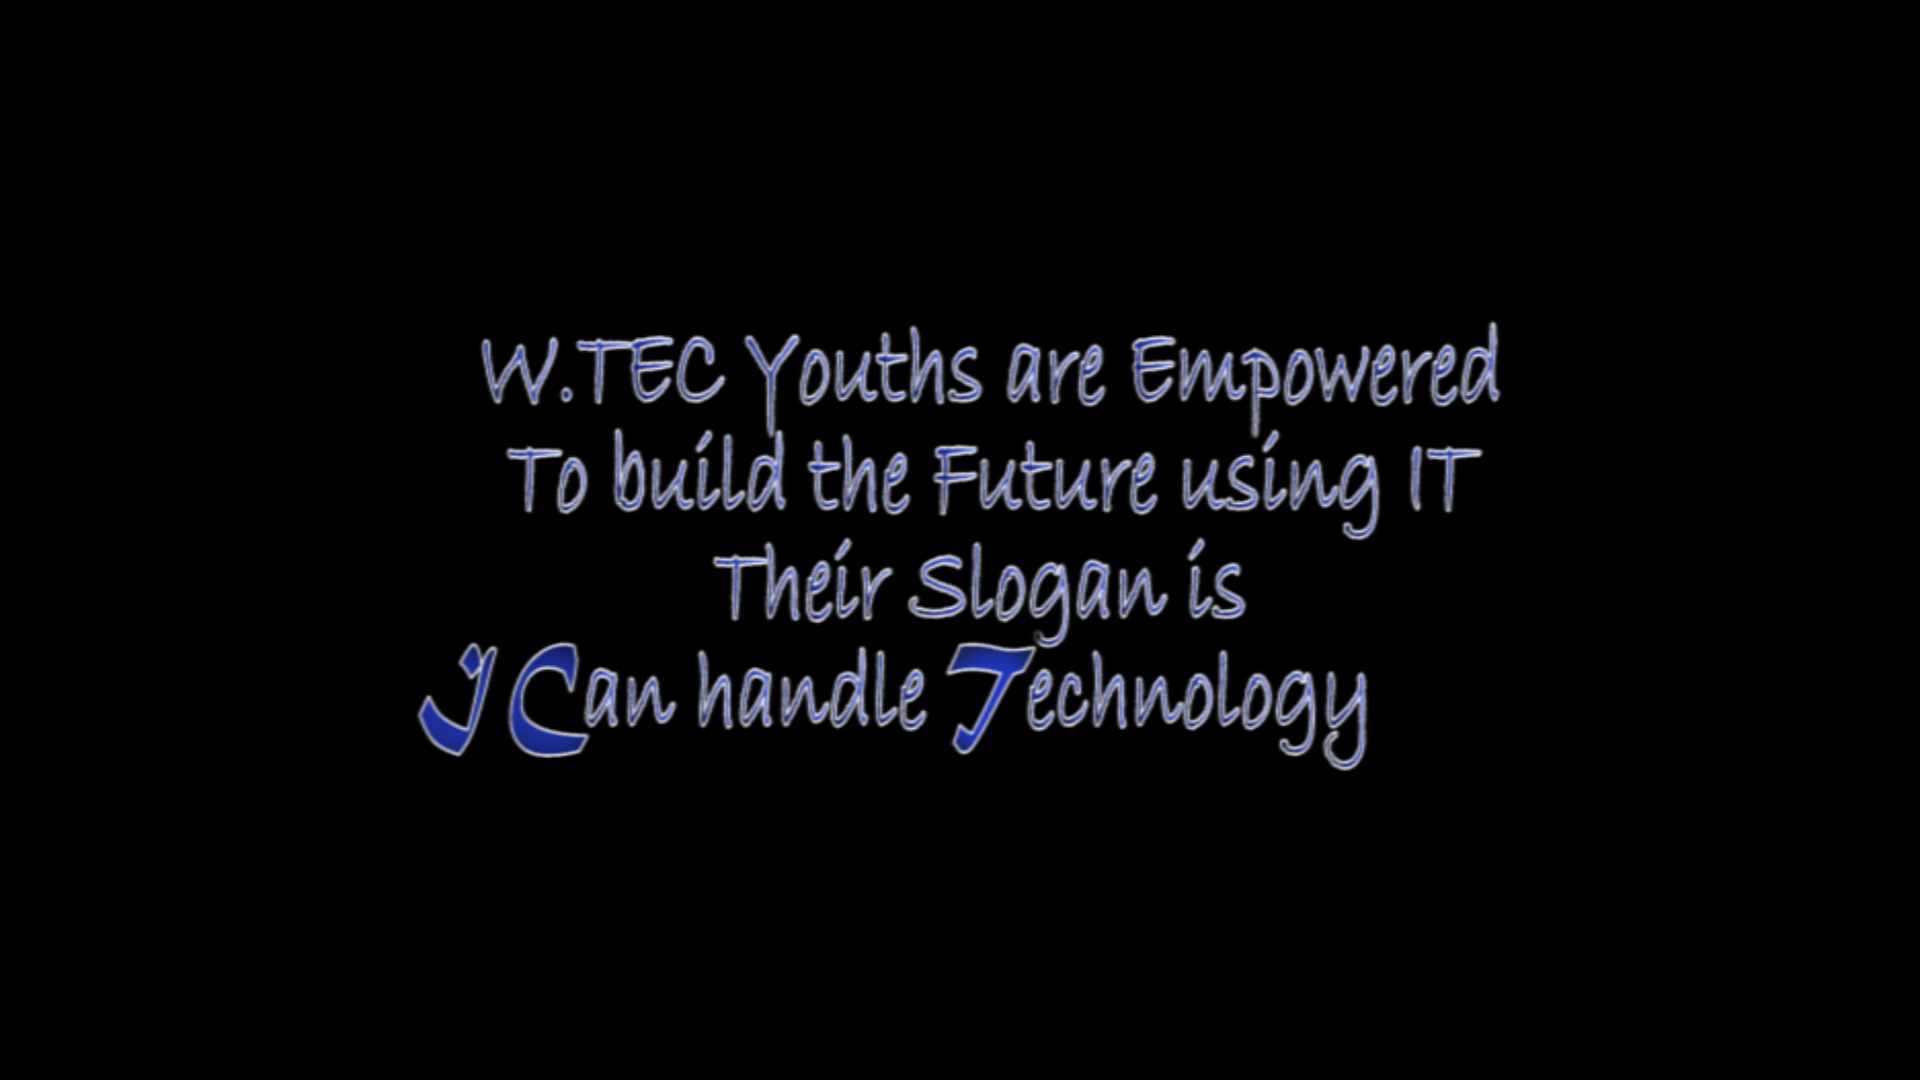 W.TEC Youths are Empowered
To build the Future using IT
Their Slogan is
I Can handle Technology